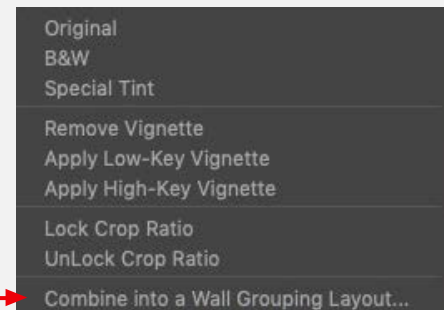 Original
B&W
Special Tint
Remove Vignette
Apply Low-Key Vignette
Apply High-Key Vignette
Lock Crop Ratio
UnLock Crop Ratio
Combine into a Wall Grouping Layout...